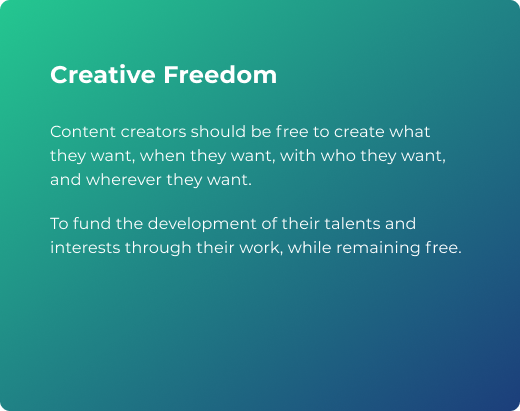 Creative Freedom
Content creators should be free to create what
they want, when they want, with who they want,
and wherever they want.
To fund the development of their talents and
interests through their work, while remaining free.